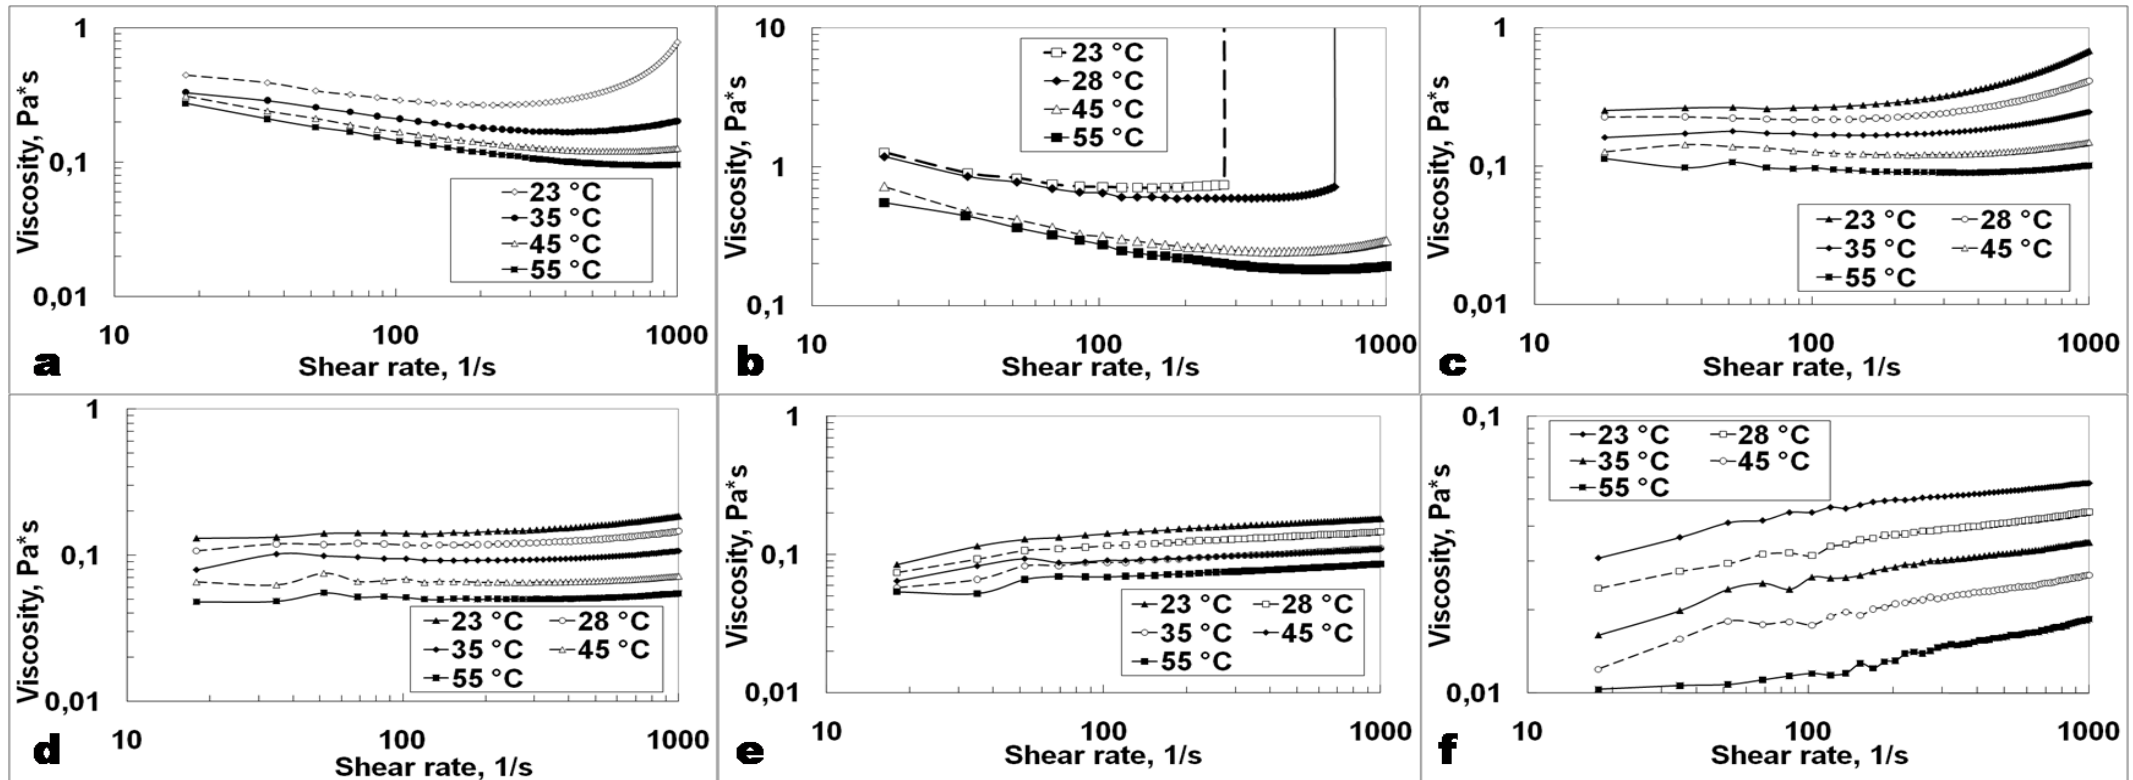 1
0,1
0,01
Viscosity, Pa*s
23 °C
35 °C
45 °C
55 °C
10
100
1000
Shear rate, 1/s
a
10
1
0,1
Viscosity, Pa*s
23 °C
28 °C
45 °C
55 °C
10
100
1000
Shear rate, 1/s
b
1
0,1
0,01
Viscosity, Pa*s
23 °C 28 °C
35 °C 45 °C
55 °C
10
100
1000
Shear rate, 1/s
c
1
0,1
0,01
Viscosity, Pa*s
23 °C 28 °C
35 °C 45 °C
55 °C
10
100
1000
Shear rate, 1/s
d
1
0,1
0,01
Viscosity, Pa*s
23 °C 28 °C
35 °C 45 °C
55 °C
10
100
1000
Shear rate, 1/s
e
0,1
0,01
Viscosity, Pa*s
23 °C 28 °C
35 °C 45 °C
55 °C
10
100
1000
Shear rate, 1/s
f